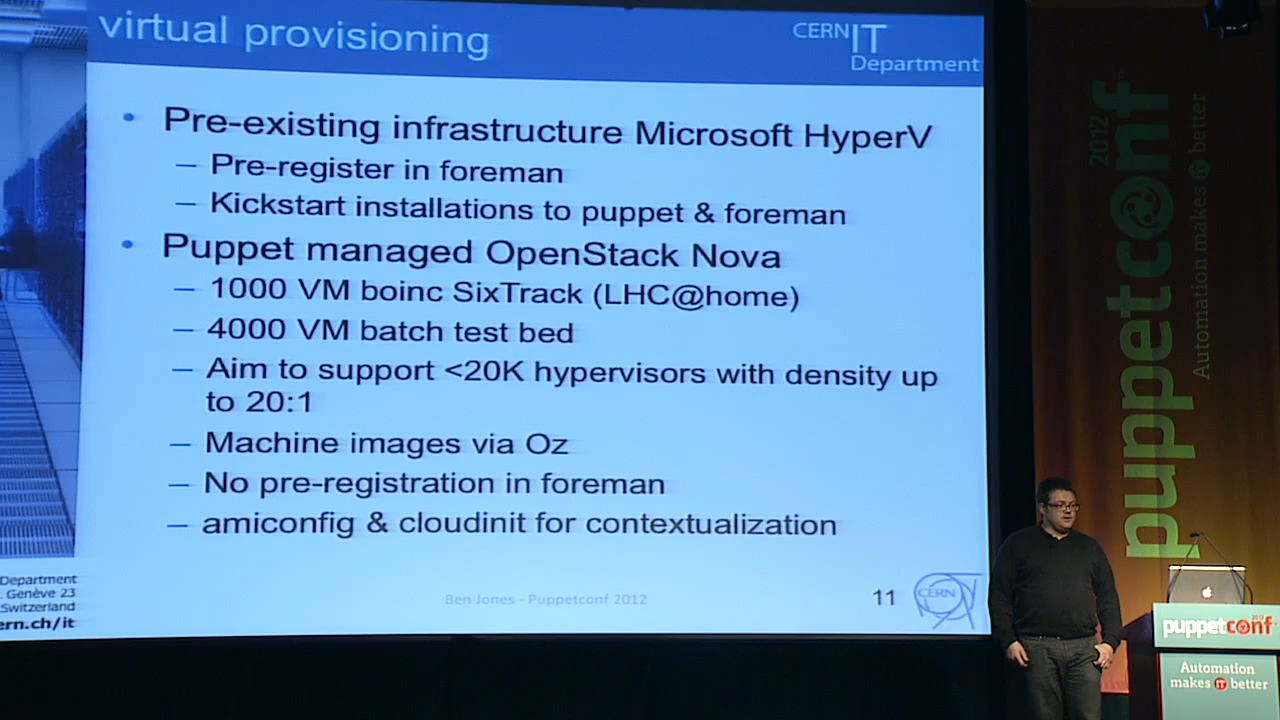 virtual provisioning
CERN IT
Department
• Pre-existing infrastructure Microsoft HyperV
– Pre-register in foreman
– Kickstart installations to puppet & foreman
• Puppet managed OpenStack Nova
– 1000 VM boinc SixTrack (LHC@home)
– 4000 VM batch test bed
– Aim to support <20K hypervisors with density up
to 20:1
– Machine images via Oz
– No pre-registration in foreman
– amiconfig & cloudinit for contextualization
Department
Genève 23
Switzerland
ern.ch/it
Ben Jones - Puppetconf 2012
11
CERN
puppetconf
2012
Automation makes IT better
puppetconf
2012
Automation
makes IT better